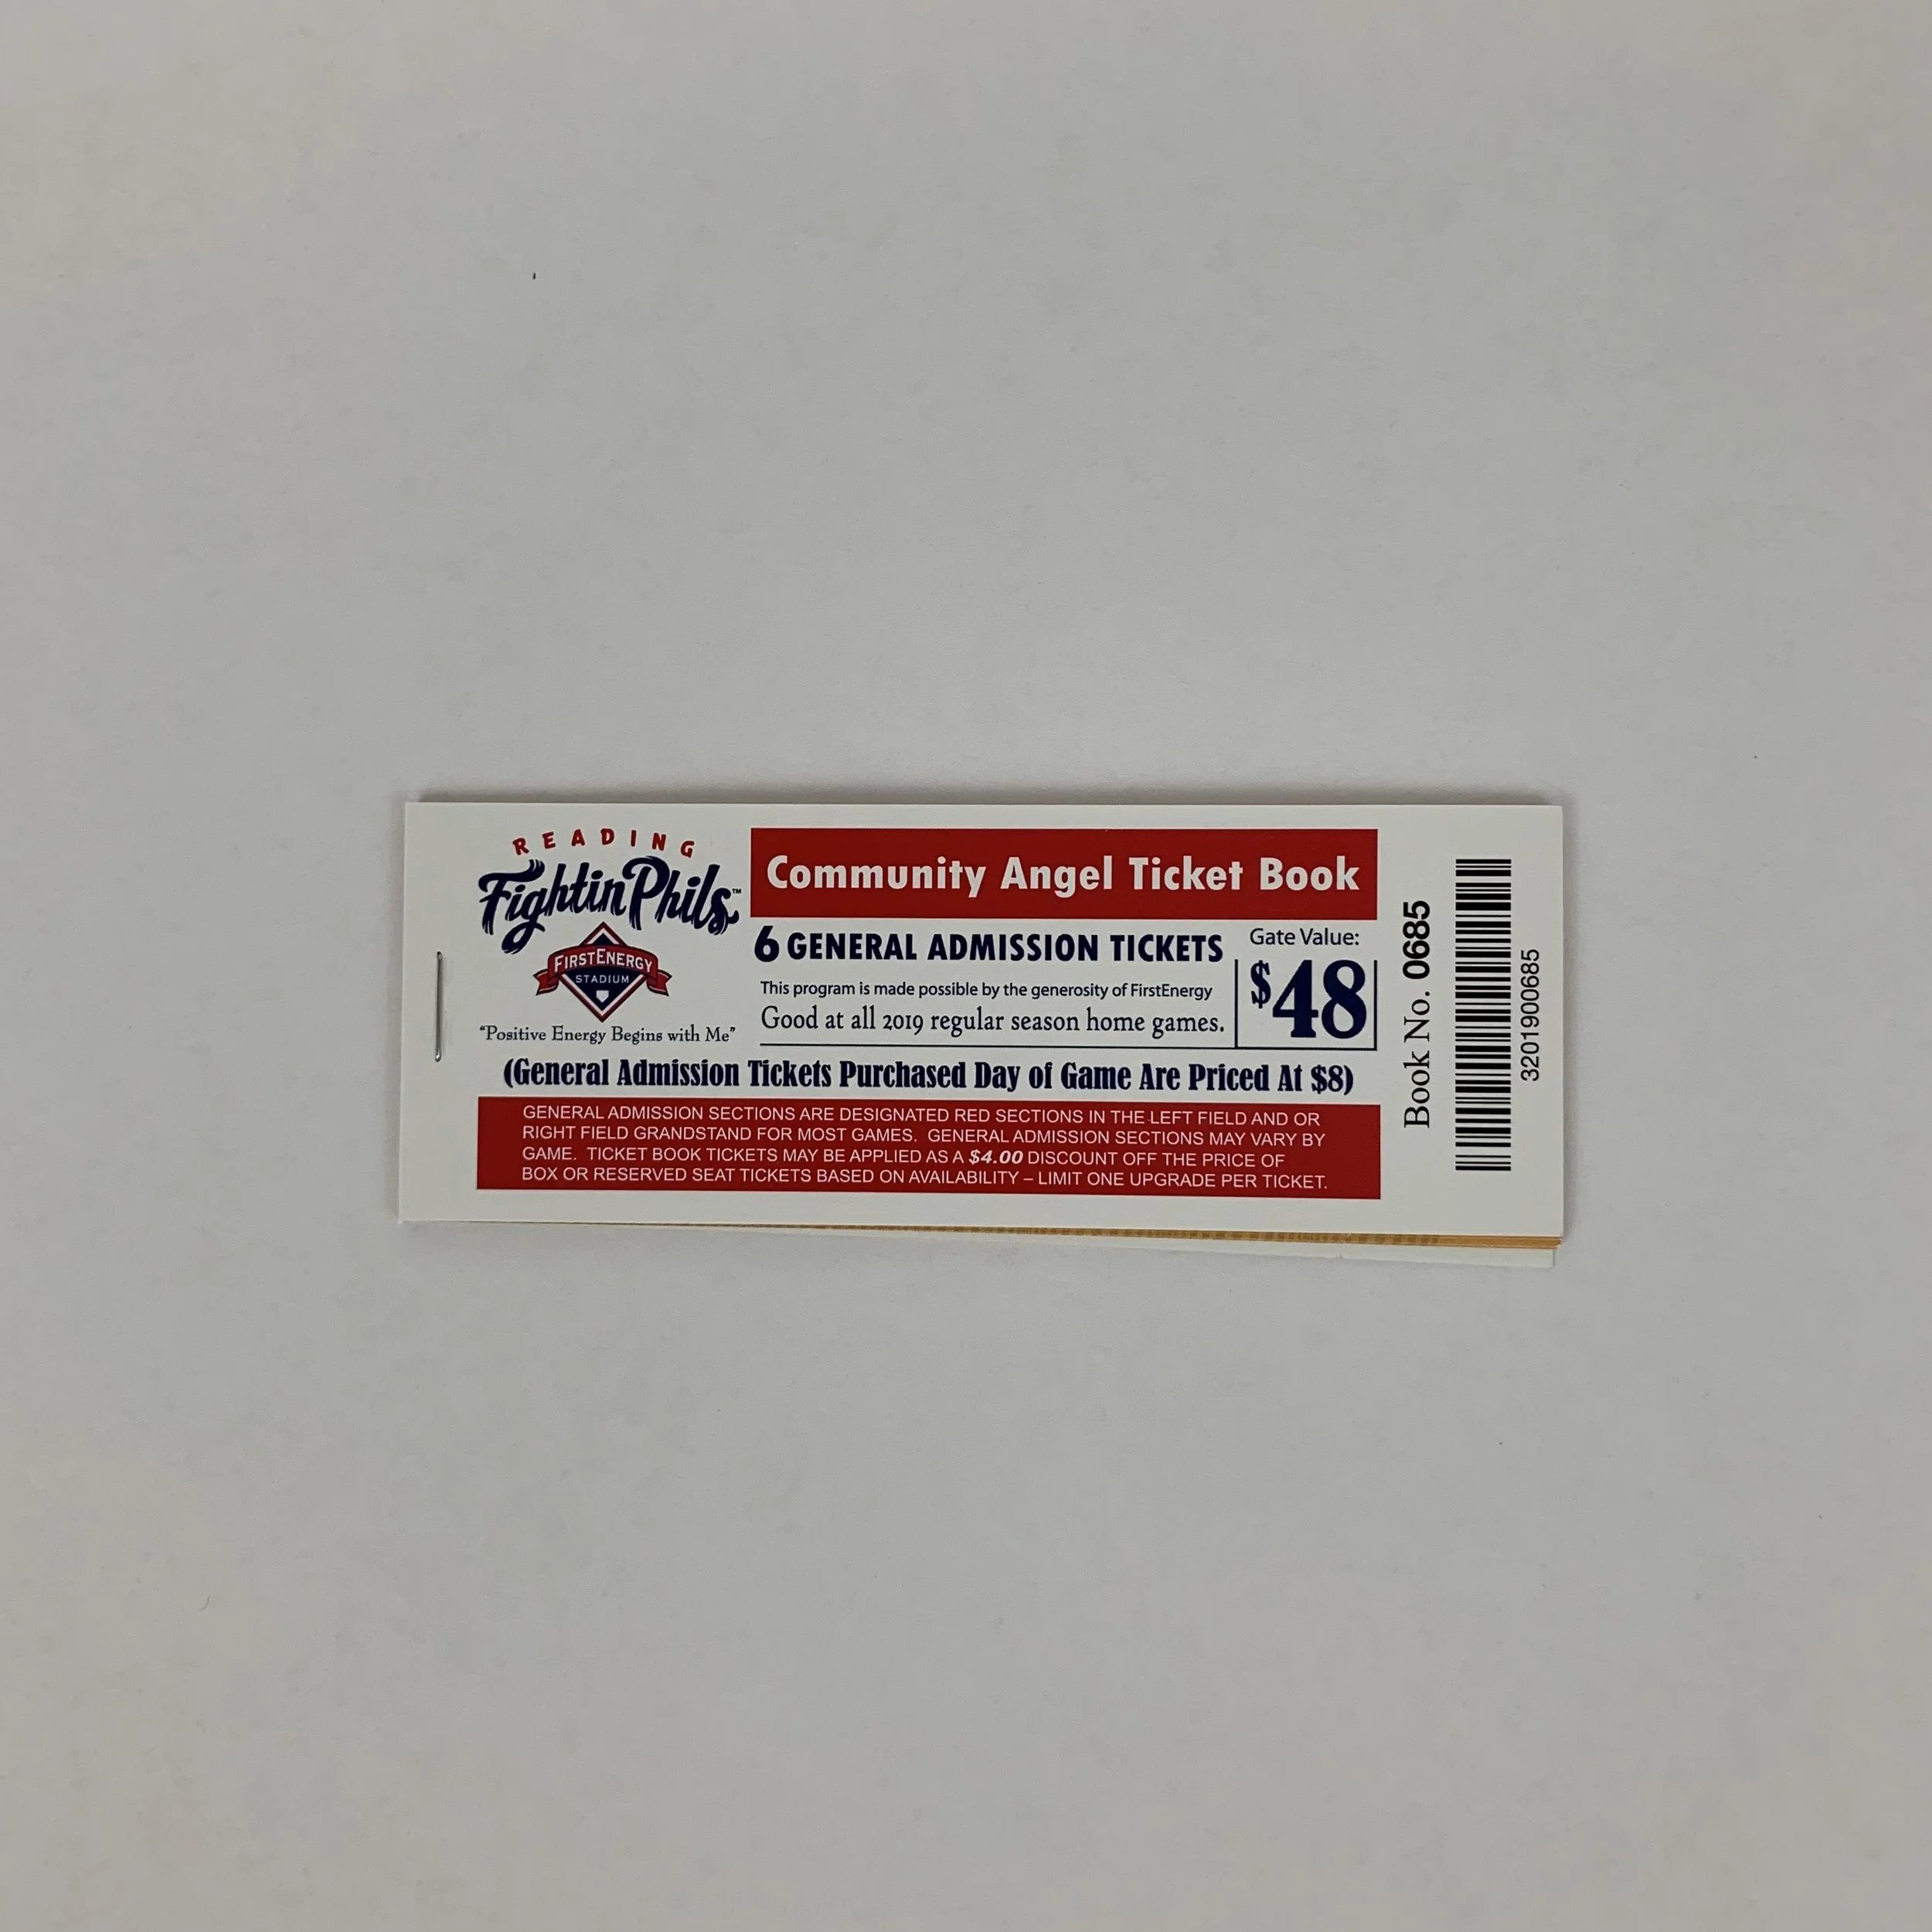 READING
Fightin Phils™
FIRSTENERGY
STADIUM
"Positive Energy Begins with Me"
Community Angel Ticket Book
6 GENERAL ADMISSION TICKETS
This program is made possible by the generosity of FirstEnergy
Good at all 2019 regular season home games.
Gate Value:
$48
(General Admission Tickets Purchased Day of Game Are Priced At $8)
GENERAL ADMISSION SECTIONS ARE DESIGNATED RED SECTIONS IN THE LEFT FIELD AND OR
RIGHT FIELD GRANDSTAND FOR MOST GAMES. GENERAL ADMISSION SECTIONS MAY VARY BY
GAME. TICKET BOOK TICKETS MAY BE APPLIED AS A $4.00 DISCOUNT OFF THE PRICE OF
BOX OR RESERVED SEAT TICKETS BASED ON AVAILABILITY – LIMIT ONE UPGRADE PER TICKET.
Book No. 0685
3201900685